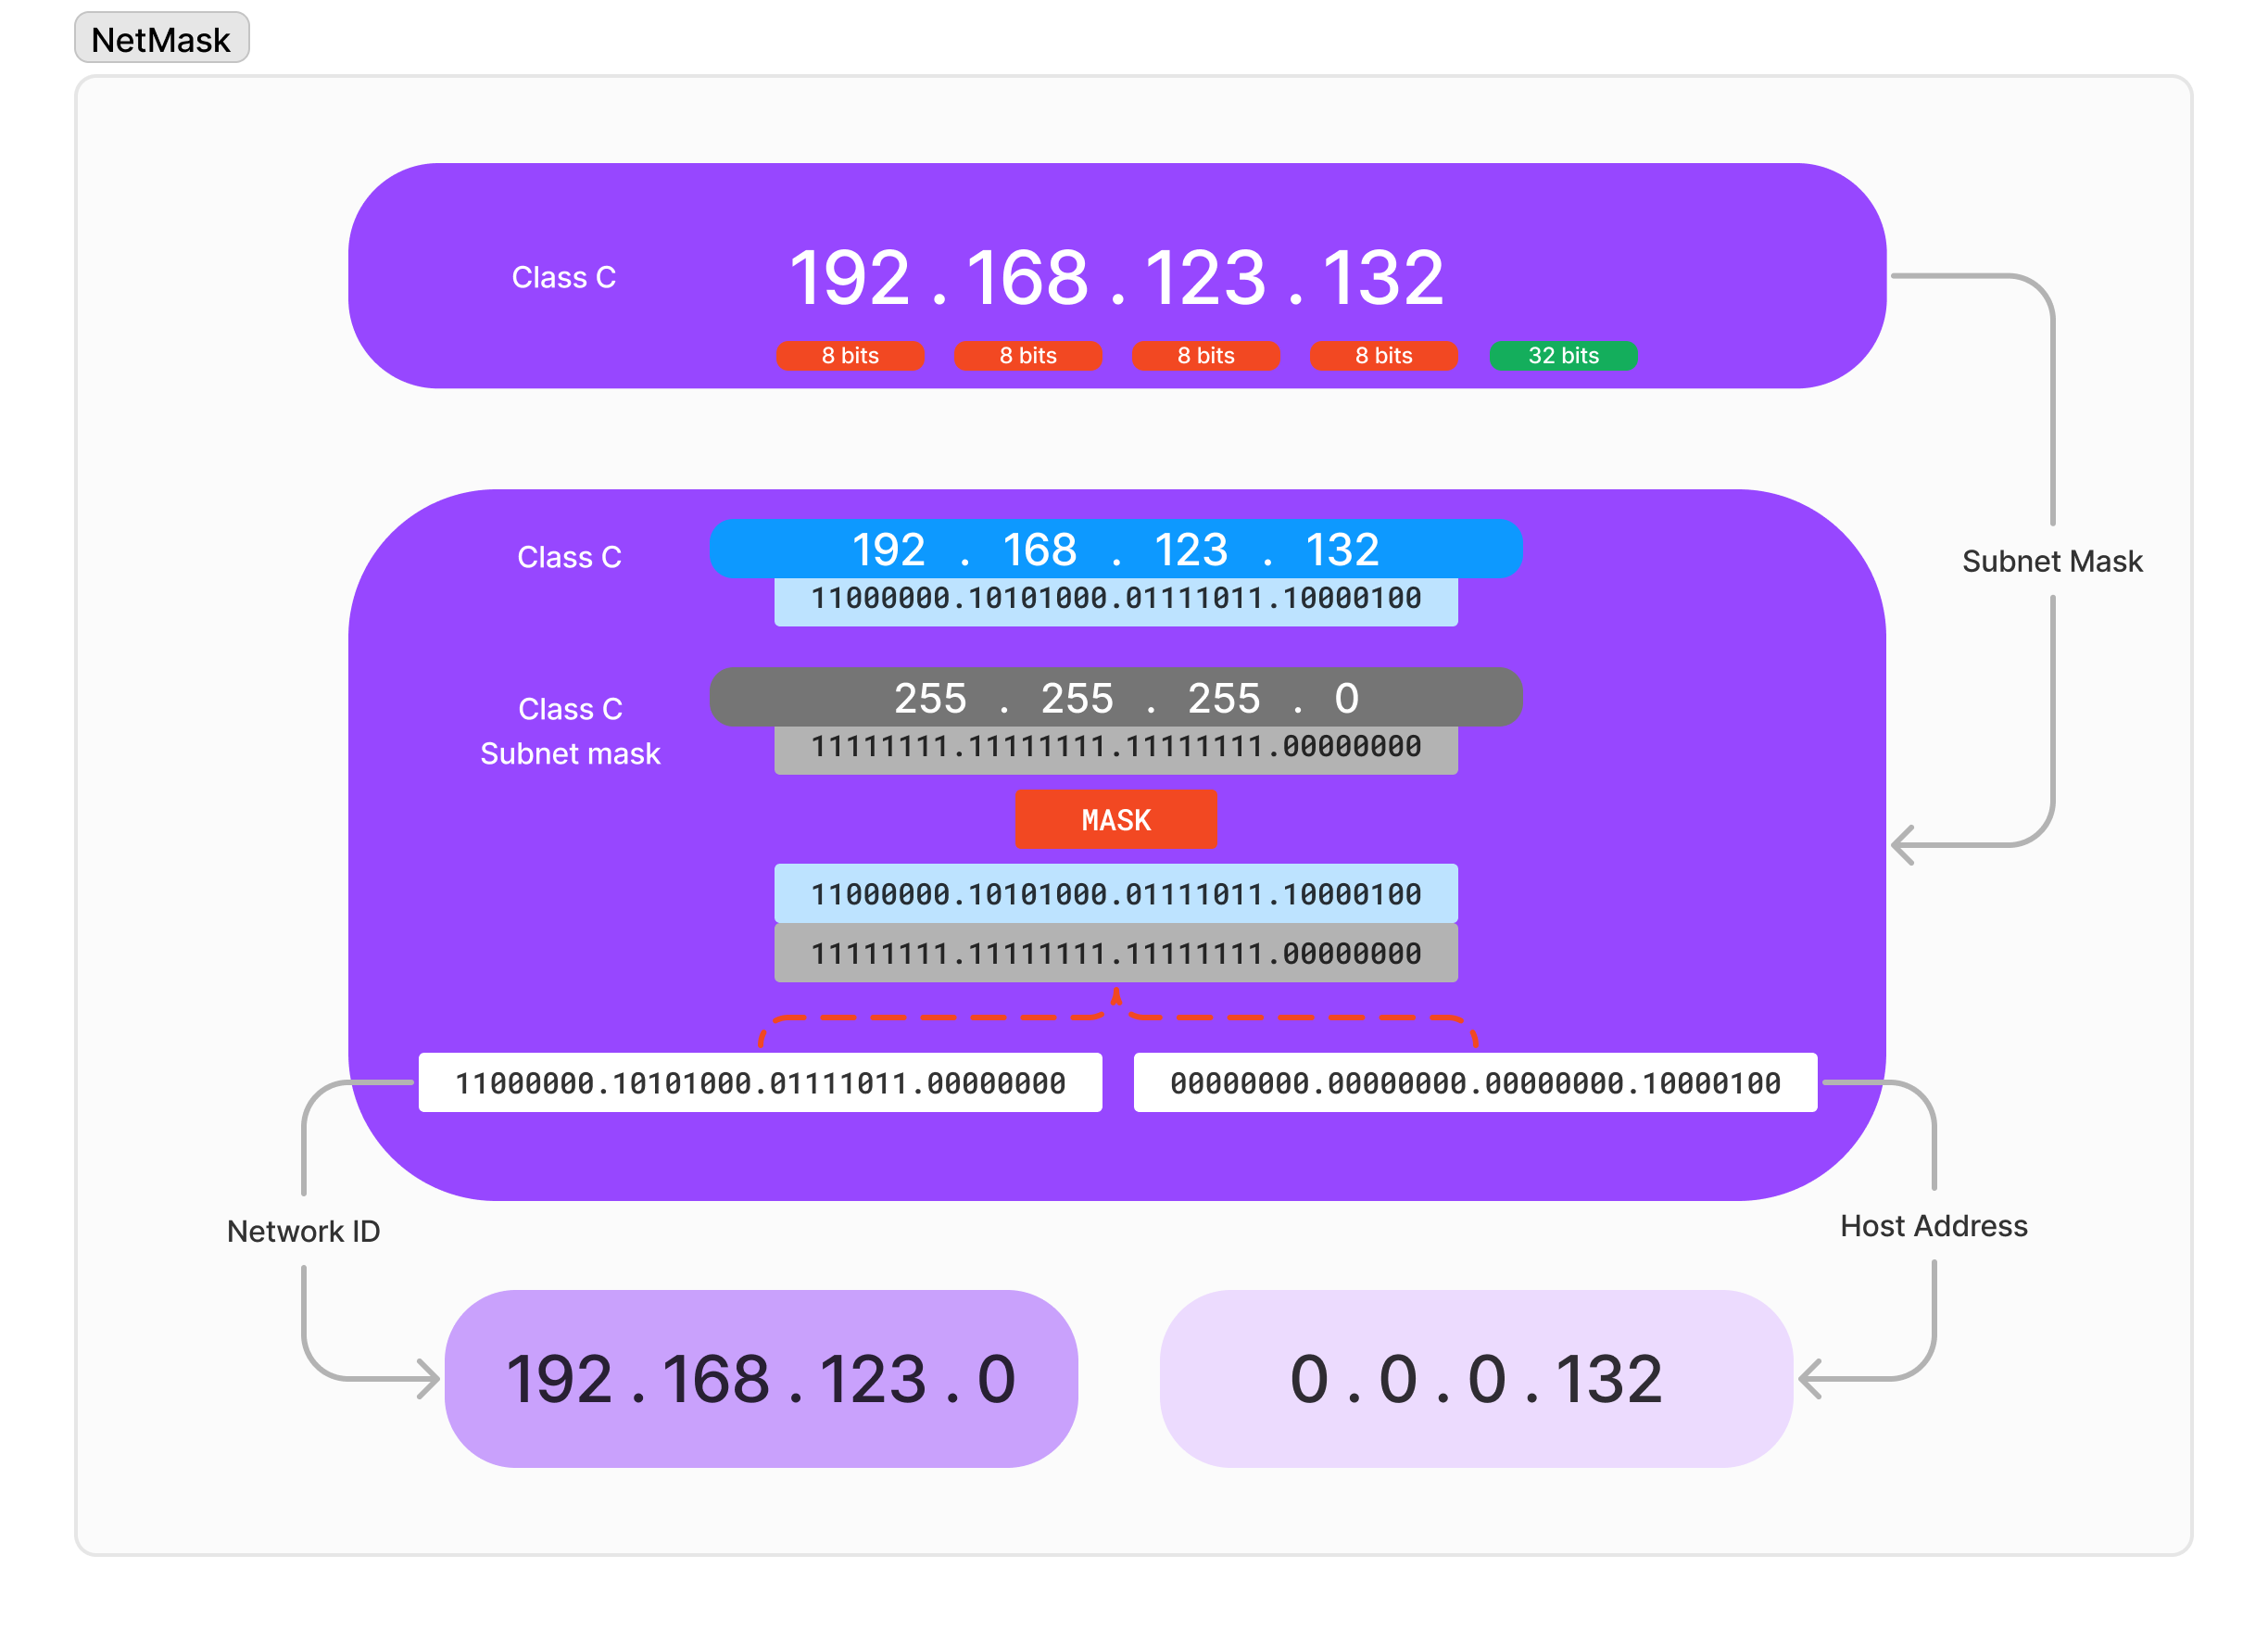 NetMask
Class C
192 . 168 . 123 . 132
8 bits 8 bits 8 bits 8 bits 32 bits
Class C
192 . 168 . 123 . 132
11000000.10101000.01111011.10000100
Subnet Mask
Class C
Subnet mask
255 . 255 . 255 . 0
11111111.11111111.11111111.00000000
MASK
11000000.10101000.01111011.10000100
11111111.11111111.11111111.00000000
11000000.10101000.01111011.00000000
00000000.00000000.00000000.10000100
Network ID
Host Address
192 . 168 . 123 . 0
0 . 0 . 0 . 132